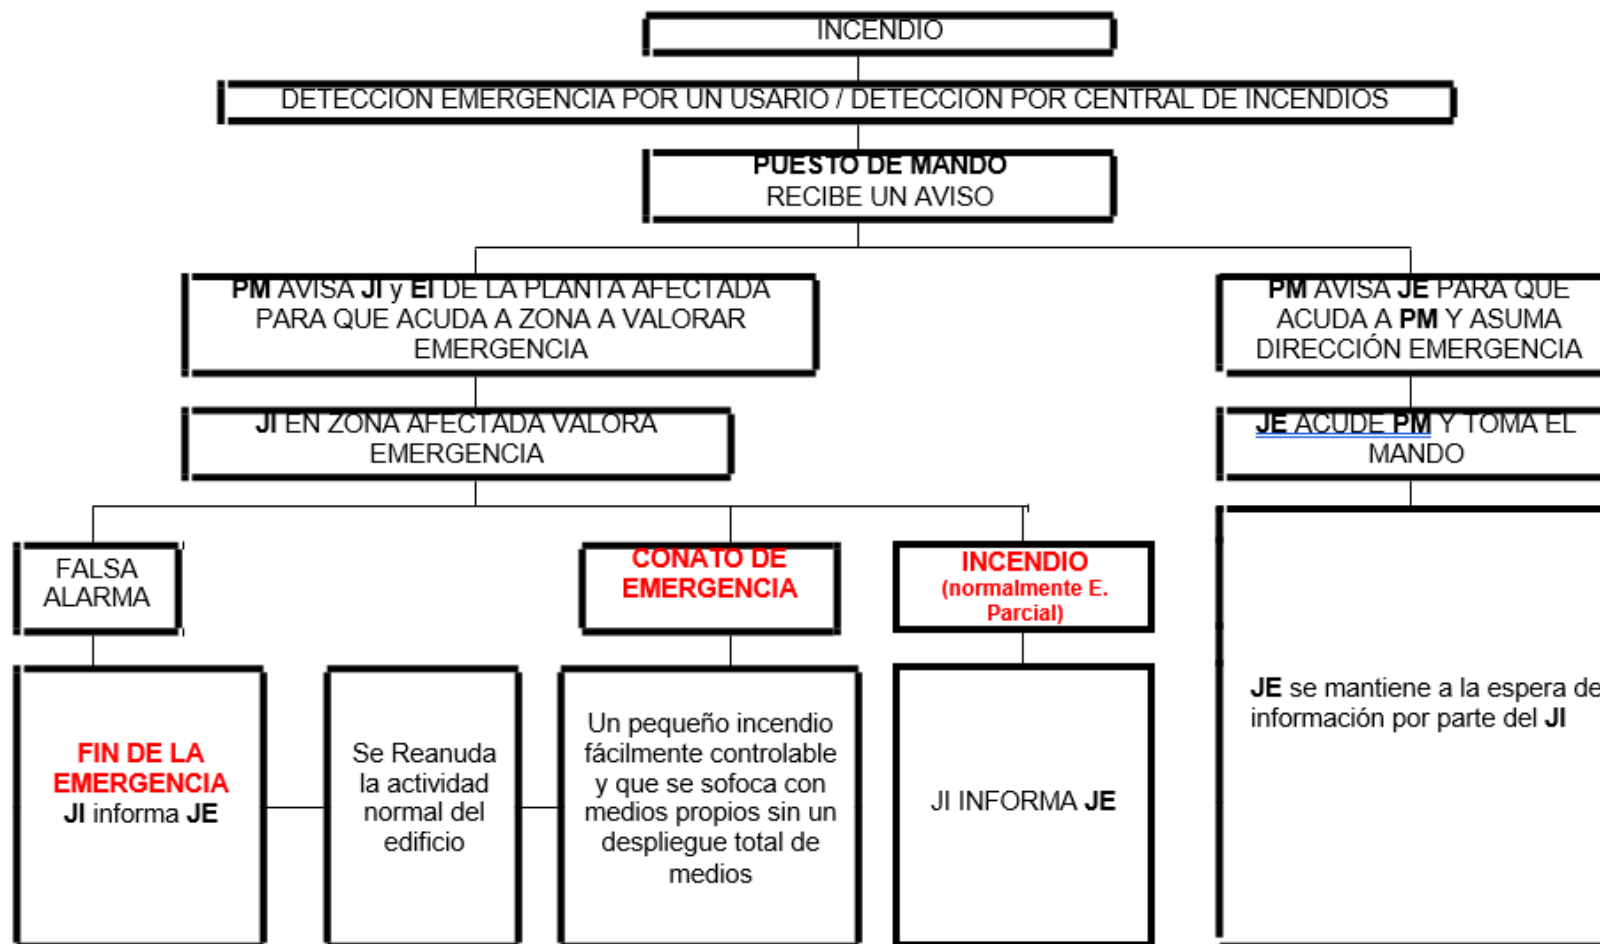 INCENDIO
DETECCION EMERGENCIA POR UN USARIO / DETECCION POR CENTRAL DE INCENDIOS
PUESTO DE MANDO
RECIBE UN AVISO
PM AVISA JI y EI DE LA PLANTA AFECTADA
PARA QUE ACUDA A ZONA A VALORAR
EMERGENCIA
PM AVISA JE PARA QUE
ACUDA A PM Y ASUMA
DIRECCIÓN EMERGENCIA
JI EN ZONA AFECTADA VALORA
EMERGENCIA
JE ACUDE PM Y TOMA EL
MANDO
FALSA
ALARMA
CONATO DE
EMERGENCIA
INCENDIO
(normalmente E.
Parcial)
FIN DE LA
EMERGENCIA
JI informa JE
Se Reanuda
la actividad
normal del
edificio
Un pequeño incendio
fácilmente controlable
y que se sofoca con
medios propios sin un
despliegue total de
medios
JI INFORMA JE
JE se mantiene a la espera de
información por parte del JI